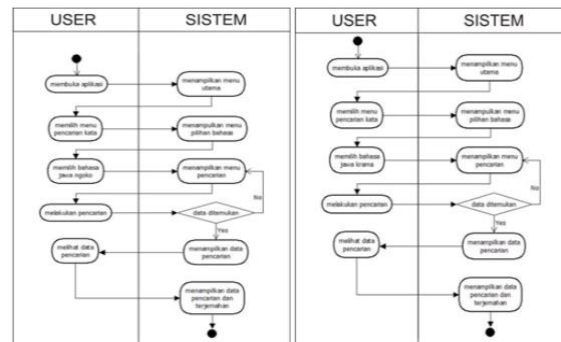 USER
SISTEM
membuka aplikasi
menampilkan menu
utama
memilih menu
pencarian kata
menampulkan menu
pilihan bahasa
memilih bahasa
jawa ngoko
menampilkan menu
pencarian
No
melakukan pencarian
data ditemukan
Yes
melihat data
pencarian
menampilkan data
pencarian
menampilkan data
pencarian dan
terjemahan
USER
SISTEM
membuka aplikasi
menampilkan menu
utama
memilih menu
pencarian kata
menampulkan menu
pilihan bahasa
memilih bahasa
jawa krama
menampilkan menu
pencarian
No
melakukan pencarian
data ditemukan
Yes
melihat data
pencarian
menampilkan data
pencarian
menampilkan data
pencarian dan
terjemahan